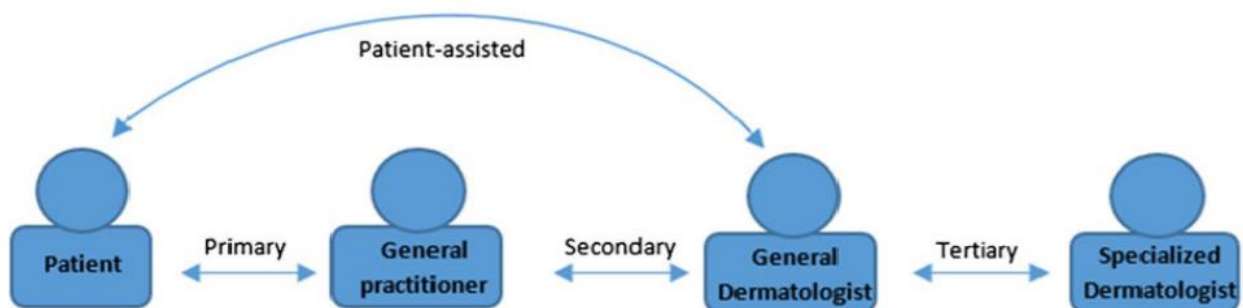 Patient-assisted
Patient
Primary
General
practitioner
Secondary
General
Dermatologist
Tertiary
Specialized
Dermatologist